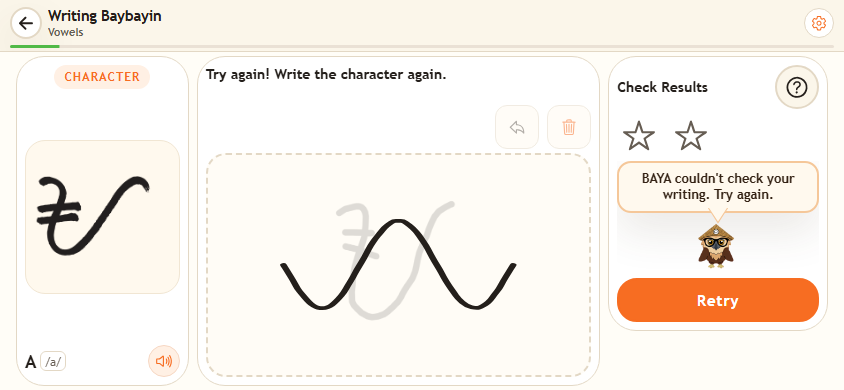 Writing Baybayin
Vowels
CHARACTER
ᜀ
A /a/
Try again! Write the character again.
Check Results
?
BAYA couldn't check your
writing. Try again.
Retry